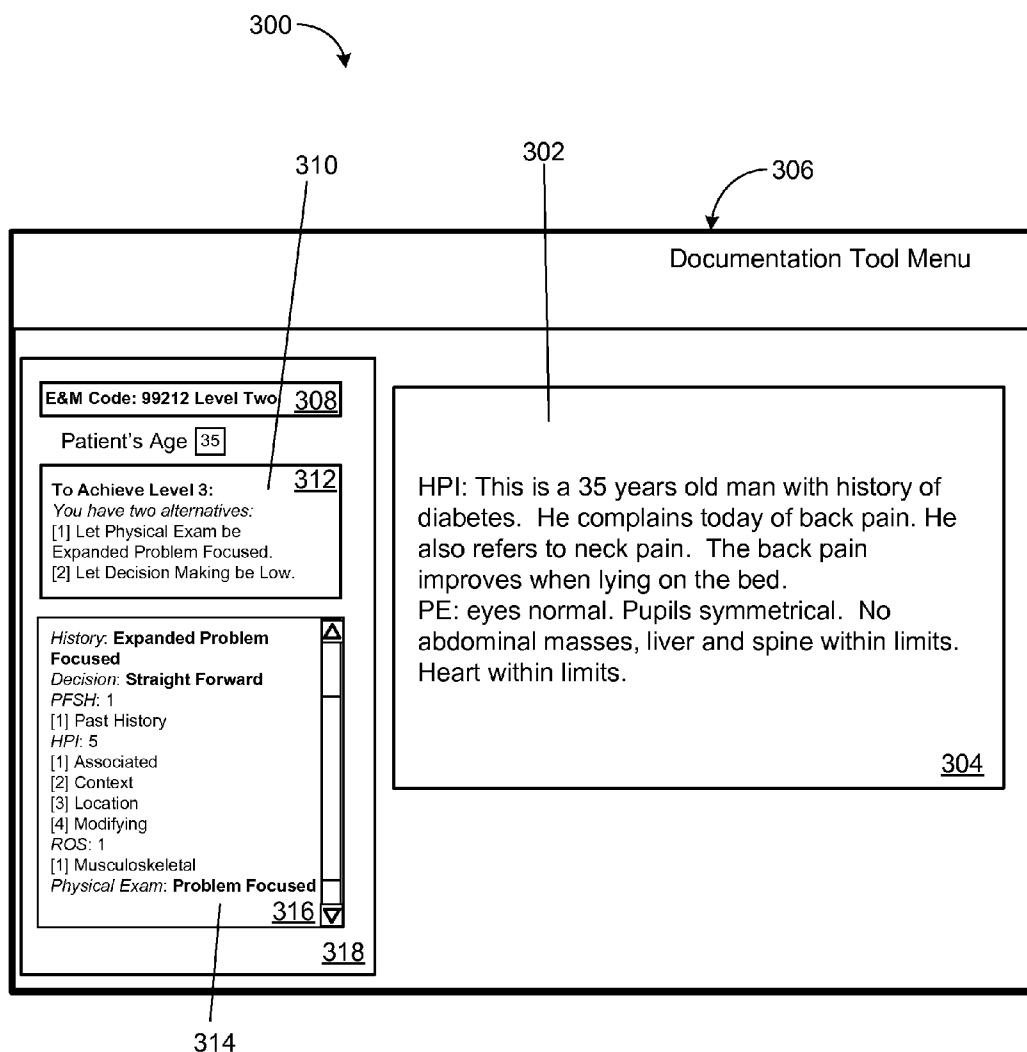 300
310
302
306
Documentation Tool Menu
E&M Code: 99212 Level Two
308
Patient's Age 35
312
To Achieve Level 3:
You have two alternatives:
[1] Let Physical Exam be
Expanded Problem Focused.
[2] Let Decision Making be Low.
History: Expanded Problem
Focused
Decision: Straight Forward
PFSH: 1
[1] Past History
HPI: 5
[1] Associated
[2] Context
[3] Location
[4] Modifying
ROS: 1
[1] Musculoskeletal
Physical Exam: Problem Focused
316
318
314
HPI: This is a 35 years old man with history of
diabetes. He complains today of back pain. He
also refers to neck pain. The back pain
improves when lying on the bed.
PE: eyes normal. Pupils symmetrical. No
abdominal masses, liver and spine within limits.
Heart within limits.
304